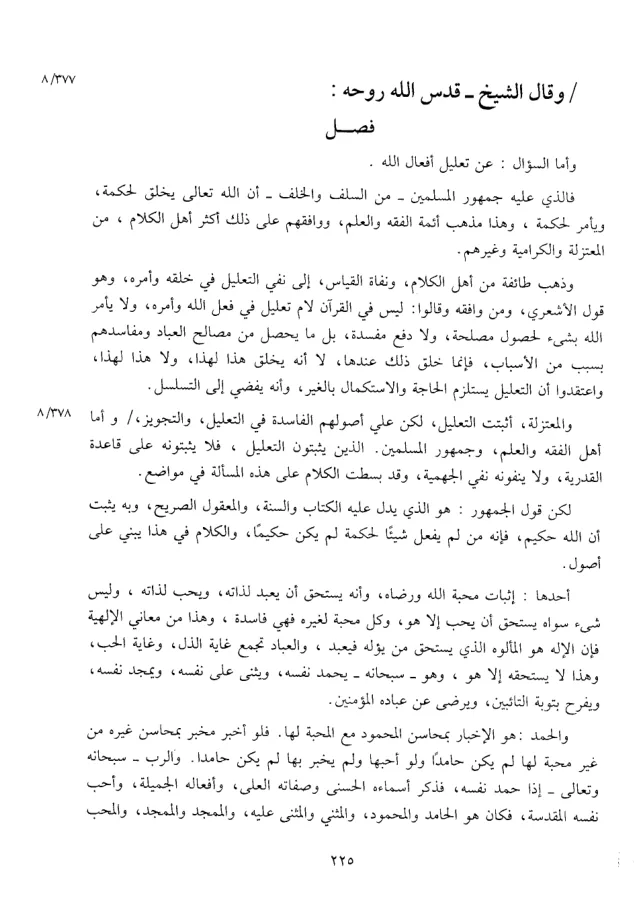 ٨/٣٧٧
/ وقال الشيخ ـ قدس الله روحه :
فصـــل
وأما السؤال : عن تعليل أفعال الله .
فالذي عليه جمهور المسلمين ـ من السلف والخلف ـ أن الله تعالى يخلق لحكمة،
ويأمر لحكمة ، وهذا مذهب أئمة الفقه والعلم، ووافقهم على ذلك أكثر أهل الكلام ، من
المعتزلة والكرامية وغيرهم.
وذهب طائفة من أهل الكلام، ونفاة القياس، إلى نفي التعليل في خلقه وأمره، وهو
قول الأشعري، ومن وافقه وقالوا: ليس في القرآن لام تعليل في فعل الله وأمره، ولا يأمر
الله بشىء لحصول مصلحة، ولا دفع مفسدة، بل ما يحصل من مصالح العباد ومفاسدهم
بسبب من الأسباب، فإنما خلق ذلك عندها، لا أنه يخلق هذا لهذا، ولا هذا لهذا،
واعتقدوا أن التعليل يستلزم الحاجة والاستكمال بالغير، وأنه يفضي إلى التسلسل.
والمعتزلة، أثبتت التعليل، لكن علي أصولهم الفاسدة في التعليل، والتجويز،/ و أما
٨/٣٧٨
أهل الفقه والعلم، وجمهور المسلمين. الذين يثبتون التعليل ، فلا يثبتونه على قاعدة
القدرية، ولا ينفونه نفي الجهمية، وقد بسطت الكلام على هذه المسألة في مواضع.
لكن قول الجمهور : هو الذي يدل عليه الكتاب والسنة، والمعقول الصريح، وبه يثبت
أن الله حكيم، فإنه من لم يفعل شيئًا لحكمة لم يكن حكيمًا، والكلام في هذا يبني على
أصول.
أحدها : إثبات محبة الله ورضاه، وأنه يستحق أن يعبد لذاته، ويحب لذاته ، وليس
شىء سواه يستحق أن يحب إلا هو، وكل محبة لغيره فهي فاسدة ، وهذا من معاني الإلهية
فإن الإله هو المألوه الذي يستحق من يؤله فيعبد ، والعباد تجمع غاية الذل، وغاية الحب،
وهذا لا يستحقه إلا هو ، وهو ـ سبحانه ـ يحمد نفسه، ويثنى على نفسه، ويمجد نفسه،
ويفرح بتوبة التائبين، ويرضى عن عباده المؤمنين.
والحمد :هو الإخبار بمحاسن المحمود مع المحبة لها. فلو أخبر مخبر بمحاسن غيره من
غير محبة لها لم يكن حامدًا ولو أحبها ولم يخبر بها لم يكن حامدا. والرب ـ سبحانه
وتعالى ـ إذا حمد نفسه، فذكر أسماءه الحسنى وصفاته العلى، وأفعاله الجميلة، وأحب
نفسه المقدسة، فكان هو الحامد والمحمود، والمثني والمثنى عليه، والممجد والممجد، والمحب
٢٢٥